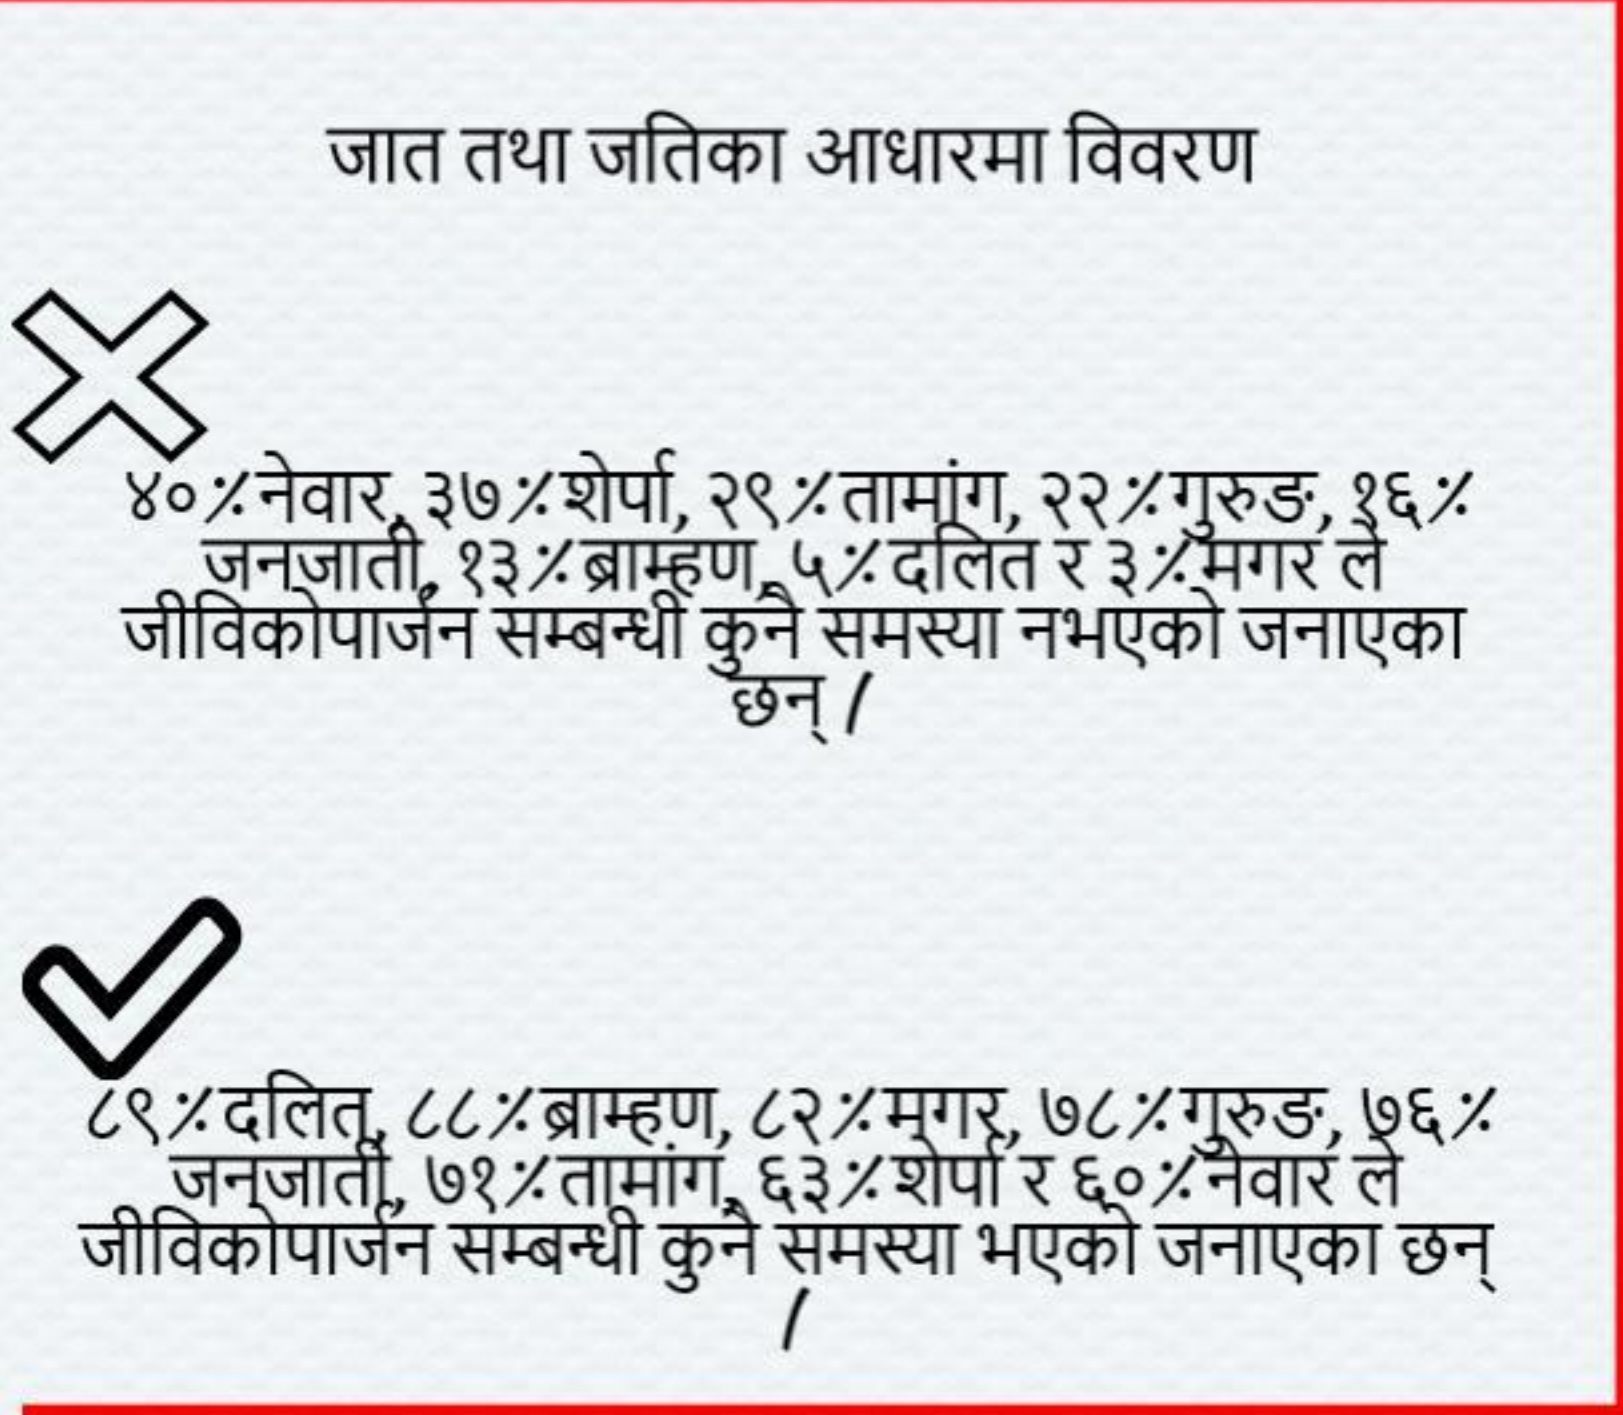 जात तथा जतिका आधारमा विवरण
४०٪नेवार, ३७٪शेर्पा, २९٪तामांग, २२٪गुरुङ, १६٪
जनजाती, १३٪ब्राम्हण, ५٪दलित र ३٪मगर ले
जीविकोपार्जन सम्बन्धी कुनै समस्या नभएको जनाएका
छन् /
८९٪दलित, ८८٪ब्राम्हण, ८२٪मगर, ७८٪गुरुङ, ७६٪
जनजाती, ७१٪तामांग, ६३٪शेर्पा र ६०٪नेवार ले
जीविकोपार्जन सम्बन्धी कुनै समस्या भएको जनाएका छन्
/